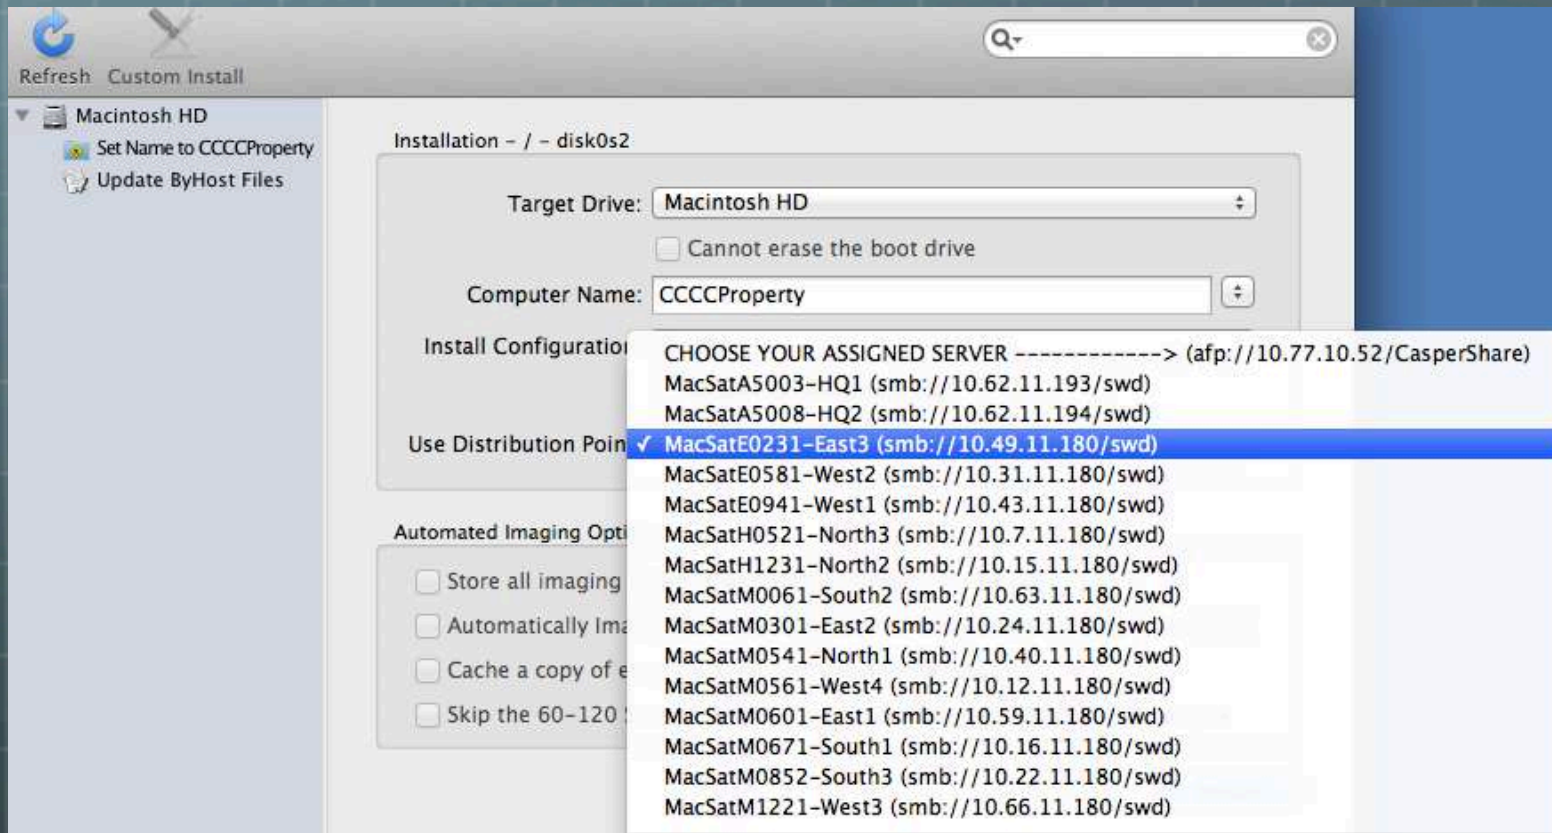 Refresh Custom Install
Macintosh HD
Set Name to CCCCProperty
Update ByHost Files
Installation - / - disk0s2
Target Drive: Macintosh HD
Cannot erase the boot drive
Computer Name: CCCCProperty
Install Configuration
CHOOSE YOUR ASSIGNED SERVER ------------> (afp://10.77.10.52/CasperShare)
MacSatA5003-HQ1 (smb://10.62.11.193/swd)
MacSatA5008-HQ2 (smb://10.62.11.194/swd)
Use Distribution Poin ✓ MacSatE0231-East3 (smb://10.49.11.180/swd)
MacSatE0581-West2 (smb://10.31.11.180/swd)
MacSatE0941-West1 (smb://10.43.11.180/swd)
MacSatH0521-North3 (smb://10.7.11.180/swd)
MacSatH1231-North2 (smb://10.15.11.180/swd)
MacSatM0061-South2 (smb://10.63.11.180/swd)
MacSatM0301-East2 (smb://10.24.11.180/swd)
MacSatM0541-North1 (smb://10.40.11.180/swd)
MacSatM0561-West4 (smb://10.12.11.180/swd)
MacSatM0601-East1 (smb://10.59.11.180/swd)
MacSatM0671-South1 (smb://10.16.11.180/swd)
MacSatM0852-South3 (smb://10.22.11.180/swd)
MacSatM1221-West3 (smb://10.66.11.180/swd)
Automated Imaging Opti
Store all imaging
Automatically Ima
Cache a copy of e
Skip the 60-120